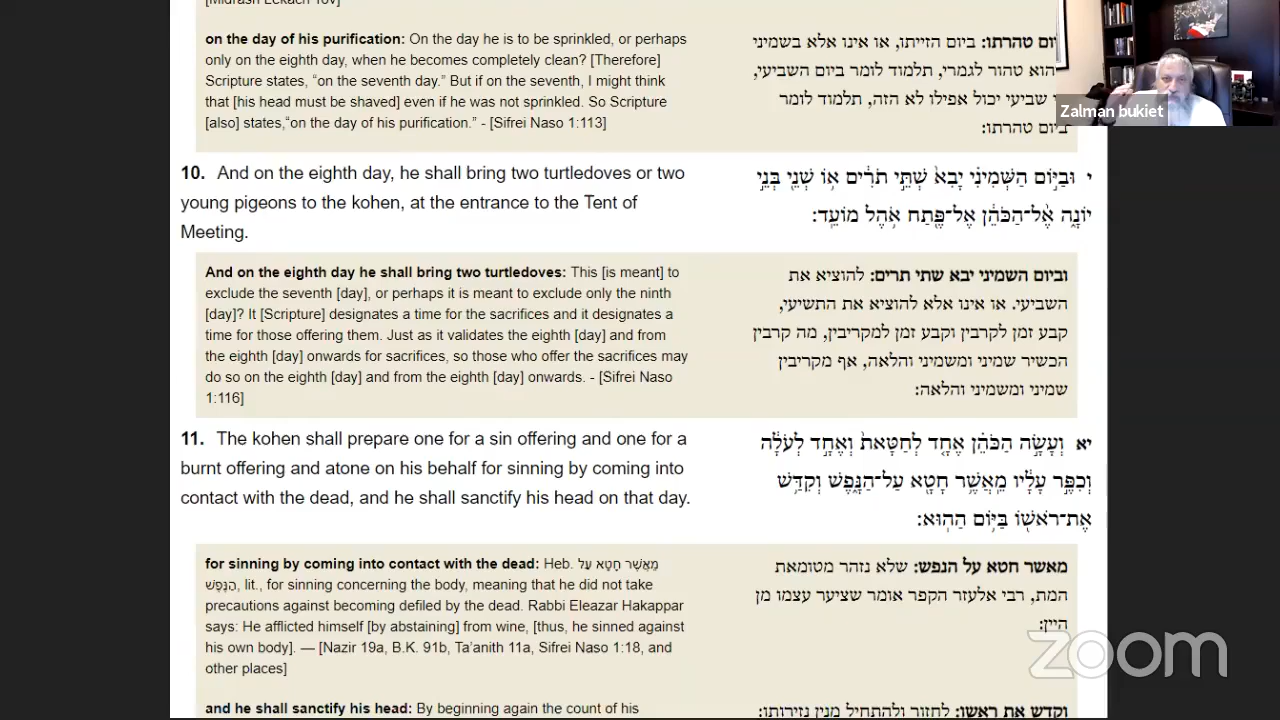 [Midrash Lekach Tov]
on the day of his purification: On the day he is to be sprinkled, or perhaps
only on the eighth day, when he becomes completely clean? [Therefore]
Scripture states, “on the seventh day.” But if on the seventh, I might think
that [his head must be shaved] even if he was not sprinkled. So Scripture
[also] states,“on the day of his purification.” - [Sifrei Naso 1:113]
יום טהרתו: ביום הזייתו, או אינו אלא בשמיני
הוא טהור לגמרי, תלמוד לומר ביום השביעי,
שביעי יכול אפילו לא הזה, תלמוד לומר
ביום טהרתו:
Zalman bukiet
10. And on the eighth day, he shall bring two turtledoves or two
young pigeons to the kohen, at the entrance to the Tent of
Meeting.
י וּבַיּ֣וֹם הַשְּׁמִינִ֗י יָבִא֙ שְׁתֵּ֣י תֹרִ֔ים א֥וֹ שְׁנֵ֖י בְּנֵ֣י
יוֹנָ֑ה אֶ֨ל־הַכֹּהֵ֔ן אֶל־פֶּ֖תַח אֹ֥הֶל מוֹעֵֽד:
And on the eighth day he shall bring two turtledoves: This [is meant] to
exclude the seventh [day], or perhaps it is meant to exclude only the ninth
[day]? It [Scripture] designates a time for the sacrifices and it designates a
time for those offering them. Just as it validates the eighth [day] and from
the eighth [day] onwards for sacrifices, so those who offer the sacrifices may
do so on the eighth [day] and from the eighth [day] onwards. - [Sifrei Naso
1:116]
וביום השמיני יבא שתי תרים: להוציא את
השביעי. או אינו אלא להוציא את התשיעי,
קבע זמן לקרבין וקבע זמן למקריבין, מה קרבין
הכשיר שמיני ומשמיני והלאה, אף מקריבין
שמיני ומשמיני והלאה:
11. The kohen shall prepare one for a sin offering and one for a
burnt offering and atone on his behalf for sinning by coming into
contact with the dead, and he shall sanctify his head on that day.
יא וְעָשָׂ֣ה הַכֹּהֵ֗ן אֶחָ֤ד לְחַטָּאת֙ וְאֶחָ֣ד לְעֹלָ֔ה
וְכִפֶּ֣ר עָלָ֔יו מֵֽאֲשֶׁ֥ר חָטָ֖א עַל־הַנָּ֑פֶשׁ וְקִדַּ֥שׁ
אֶת־רֹאשׁ֖וֹ בַּיּ֥וֹם הַהֽוּא:
for sinning by coming into contact with the dead: Heb. מֵאֲשֶׁר חָטָא עַל
הַנָּפֶשׁ, lit., for sinning concerning the body, meaning that he did not take
precautions against becoming defiled by the dead. Rabbi Eleazar Hakappar
says: He afflicted himself [by abstaining] from wine, [thus, he sinned against
his own body]. — [Nazir 19a, B.K. 91b, Ta’anith 11a, Sifrei Naso 1:18, and
other places]
מאשר חטא על הנפש: שלא נזהר מטומאת
המת, רבי אלעזר הקפר אומר שציער עצמו מן
היין:
zoom
and he shall sanctify his head: By beginning again the count of his
וקדש את ראשו: לחזור ולהתחיל מנין נזירותו: